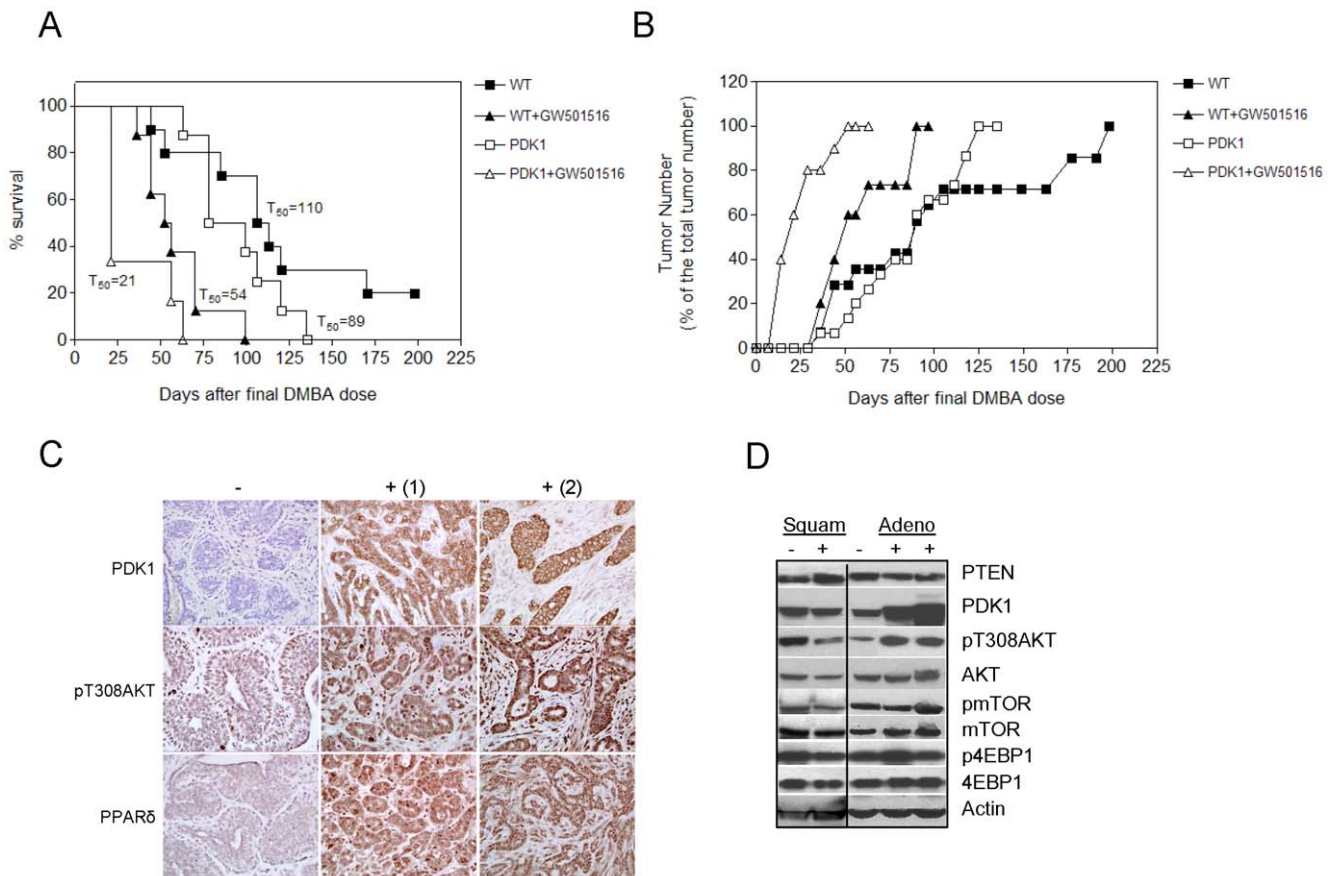 A
% survival
100
80
60
40
20
0
0 25 50 75 100 125 150 175 200 225
Days after final DMBA dose
T50=110
T50=21
T50=54
T50=89
WT
WT+GW501516
PDK1
PDK1+GW501516
B
Tumor Number
(% of the total tumor number)
120
100
80
60
40
20
0
0 25 50 75 100 125 150 175 200 225
Days after final DMBA dose
WT
WT+GW501516
PDK1
PDK1+GW501516
C
- + (1) + (2)
PDK1
pT308AKT
PPARδ
D
Squam Adeno
- + - + +
PTEN
PDK1
pT308AKT
AKT
pmTOR
mTOR
p4EBP1
4EBP1
Actin